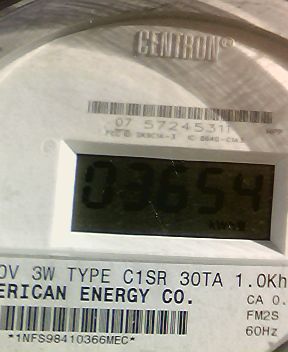 CENTRON®
07 57245311
03654
0V 3W TYPE C1SR 30TA 1.0Kh
ERICAN ENERGY CO.
CA 0.
FM2S
60Hz
*1NFS98410366MEC*